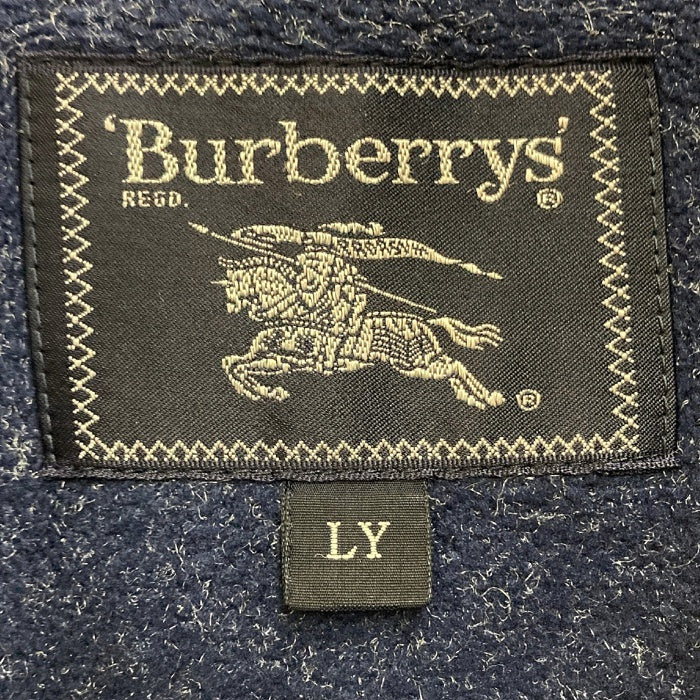 'Burberrys'
REGD. ®
®
LY